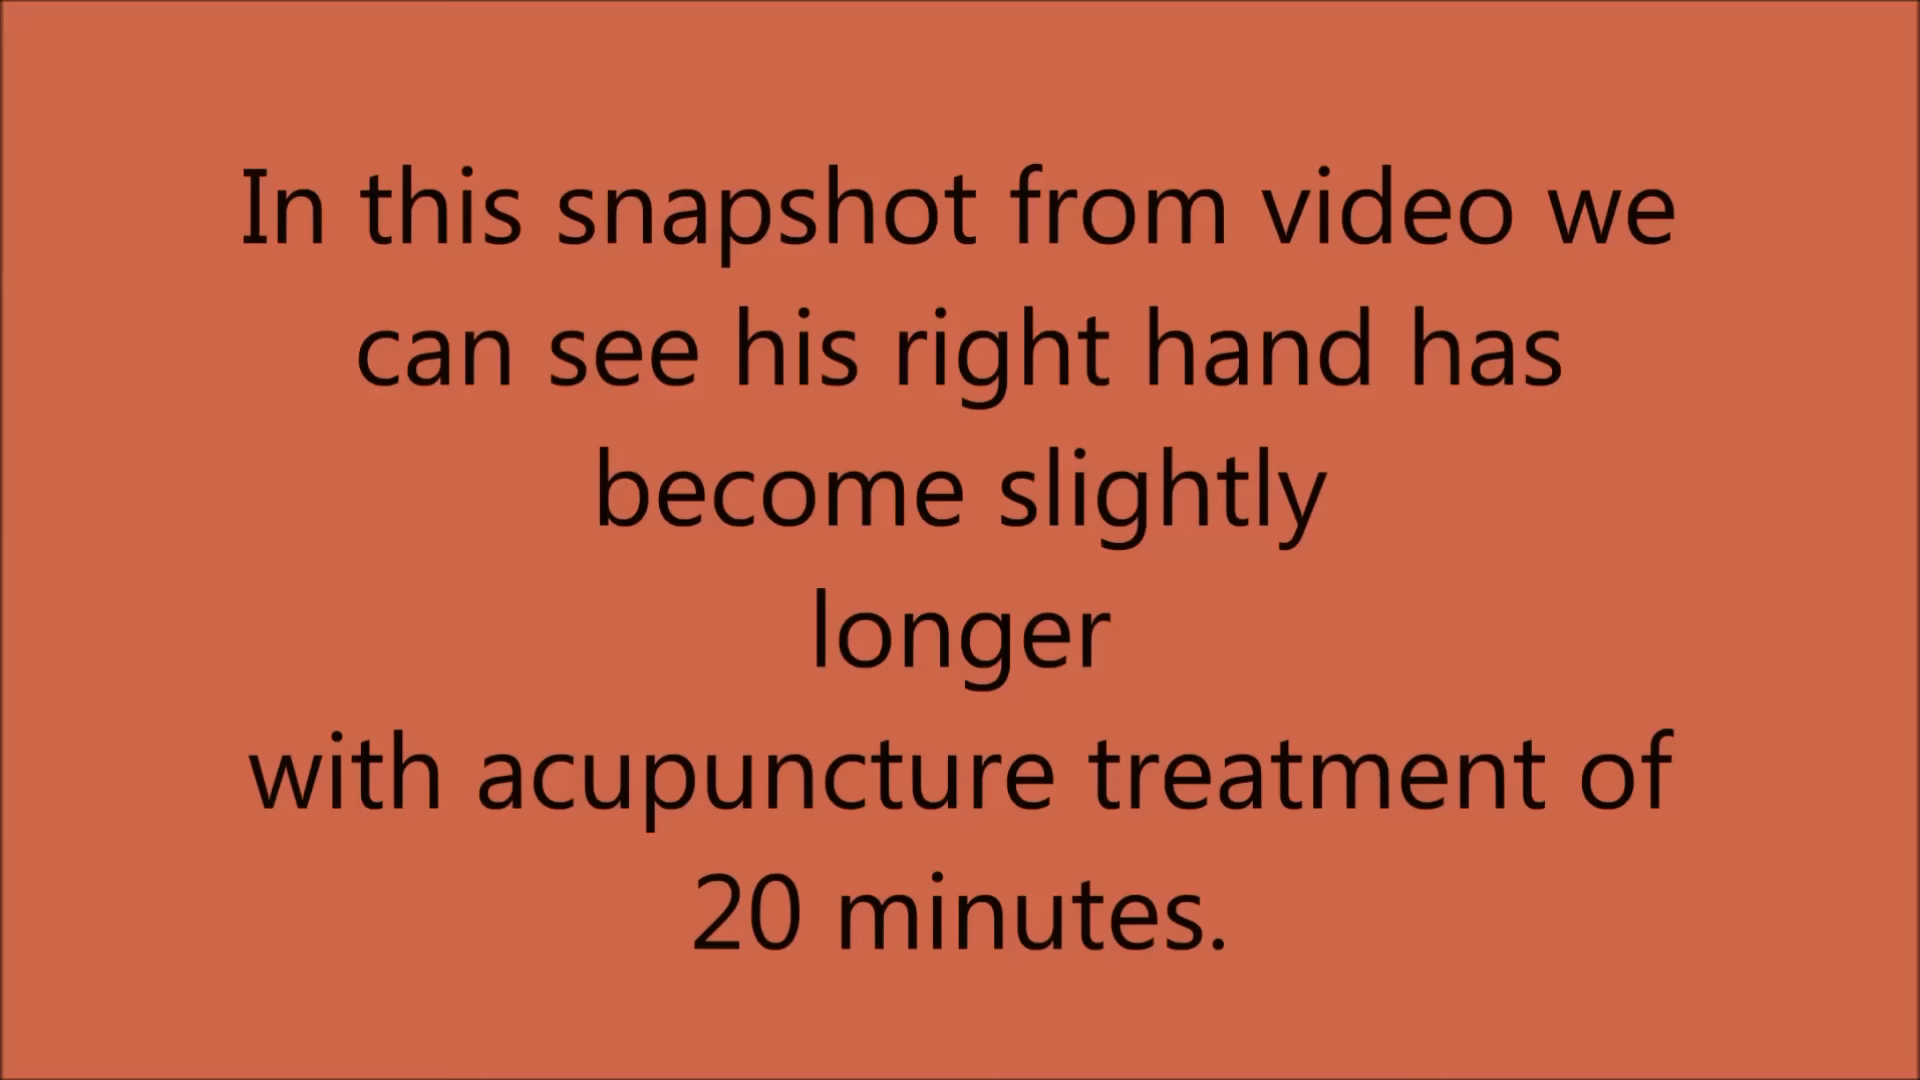 In this snapshot from video we
can see his right hand has
become slightly
longer
with acupuncture treatment of
20 minutes.